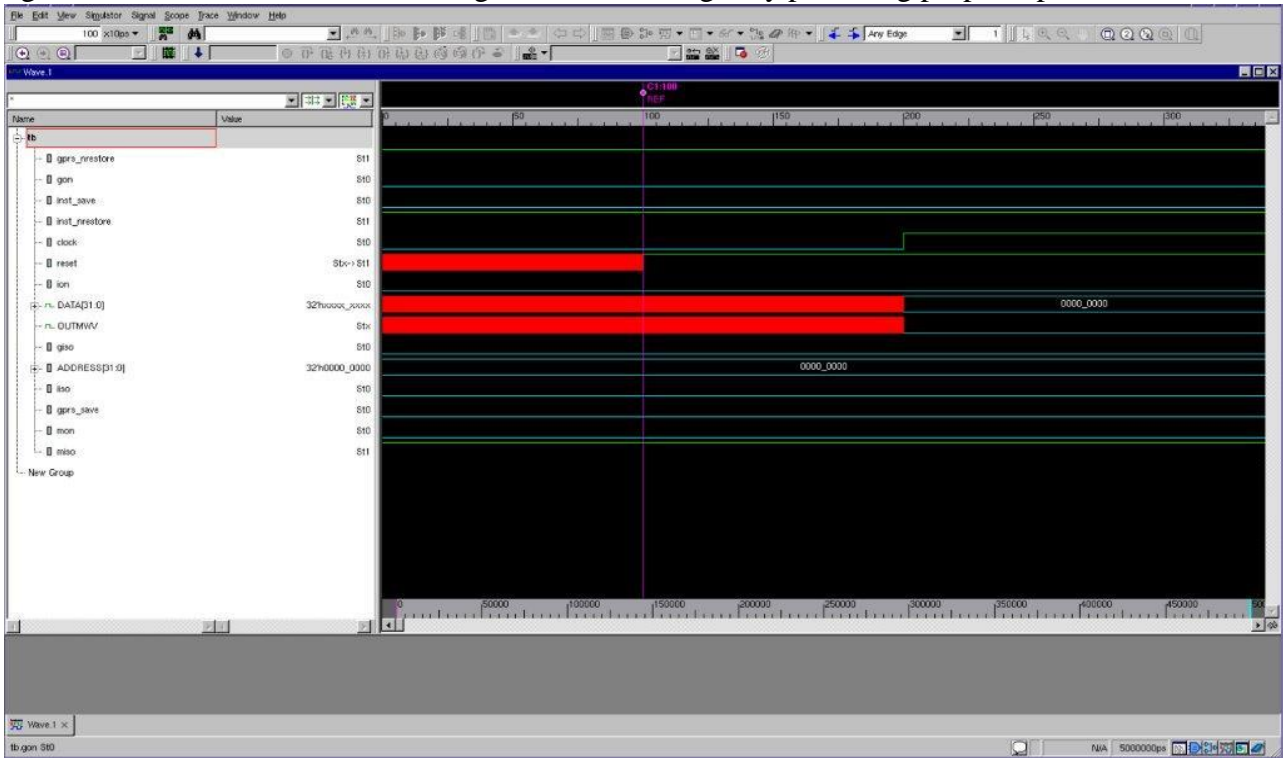 File Edit View Simulator Signal Scope Trace Window Help
100 x10ps Any Edge 1
Wave.1
C1:100
REF
*
Name Value 0 50 100 150 200 250 300
tb
gprs_nrestore St1
gon St0
inst_save St0
inst_nrestore St1
clock St0
reset Stx-> St1
ion St0
DATA[31:0] 32'hxxxx_xxxx 0000_0000
OUTMWV Stx
giso St0
ADDRESS[31:0] 32'h0000_0000 0000_0000
iiso St0
gprs_save St0
mon St0
miso St1
New Group
0 50000 100000 150000 200000 250000 300000 350000 400000 450000
Wave.1
tb.gon St0 N/A 5000000ps